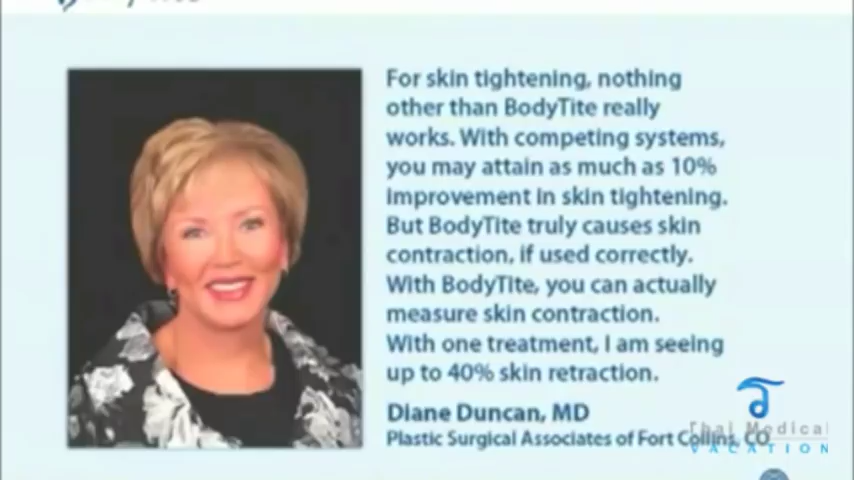 For skin tightening, nothing
other than BodyTite really
works. With competing systems,
you may attain as much as 10%
improvement in skin tightening.
But BodyTite truly causes skin
contraction, if used correctly.
With BodyTite, you can actually
measure skin contraction.
With one treatment, I am seeing
up to 40% skin retraction.
Diane Duncan, MD
Plastic Surgical Associates of Fort Collins, CO
Thai Medical
VACATION